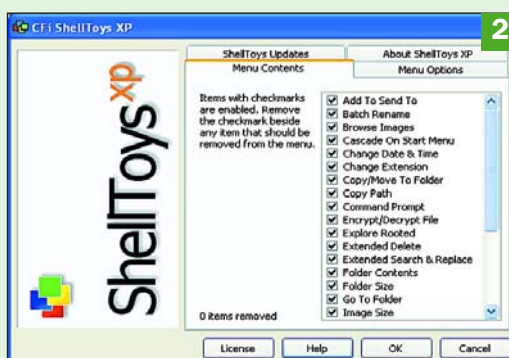 CFi ShellToys XP
2
ShellToys Updates
About ShellToys XP
Menu Contents
Menu Options
ShellToys xp
Items with checkmarks
are enabled. Remove
the checkmark beside
any item that should be
removed from the menu.
0 items removed
Add To Send To
Batch Rename
Browse Images
Cascade On Start Menu
Change Date & Time
Change Extension
Copy/Move To Folder
Copy Path
Command Prompt
Encrypt/Decrypt File
Explore Rooted
Extended Delete
Extended Search & Replace
Folder Contents
Folder Size
Go To Folder
Image Size
License
Help
OK
Cancel